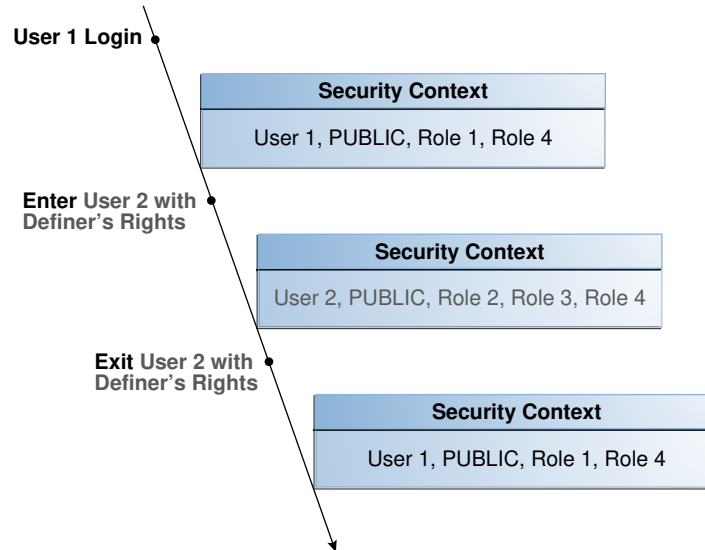 User 1 Login
Security Context
User 1, PUBLIC, Role 1, Role 4
Enter User 2 with
Definer’s Rights
Security Context
User 2, PUBLIC, Role 2, Role 3, Role 4
Exit User 2 with
Definer’s Rights
Security Context
User 1, PUBLIC, Role 1, Role 4